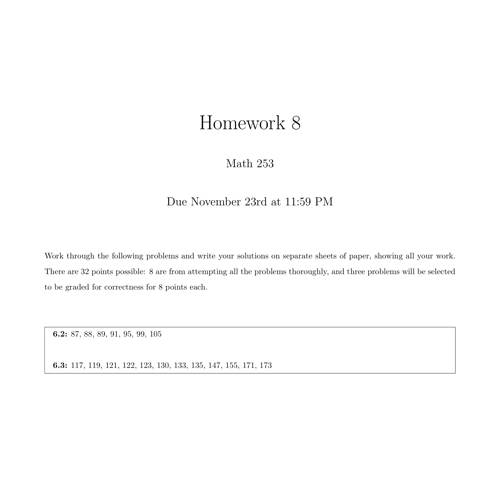 Homework 8
Math 253
Due November 23rd at 11:59 PM
Work through the following problems and write your solutions on separate sheets of paper, showing all your work.
There are 32 points possible: 8 are from attempting all the problems thoroughly, and three problems will be selected
to be graded for correctness for 8 points each.
6.2: 87, 88, 89, 91, 95, 99, 105
6.3: 117, 119, 121, 122, 123, 130, 133, 135, 147, 155, 171, 173